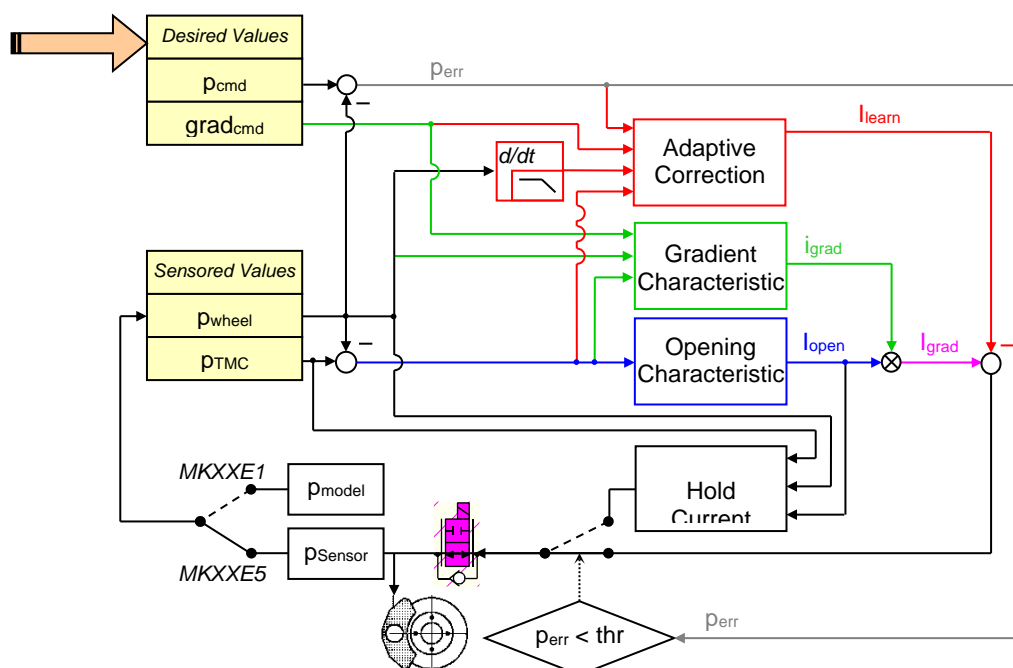 Desired Values
pcmd
perr
gradcmd
Ilearn
d/dt
Adaptive
Correction
Gradient
Characteristic
igrad
Sensored Values
pwheel
pTMC
Opening
Characteristic
Iopen
Igrad
MKXXE1
pmodel
Hold
Current
pSensor
MKXXE5
perr < thr
perr